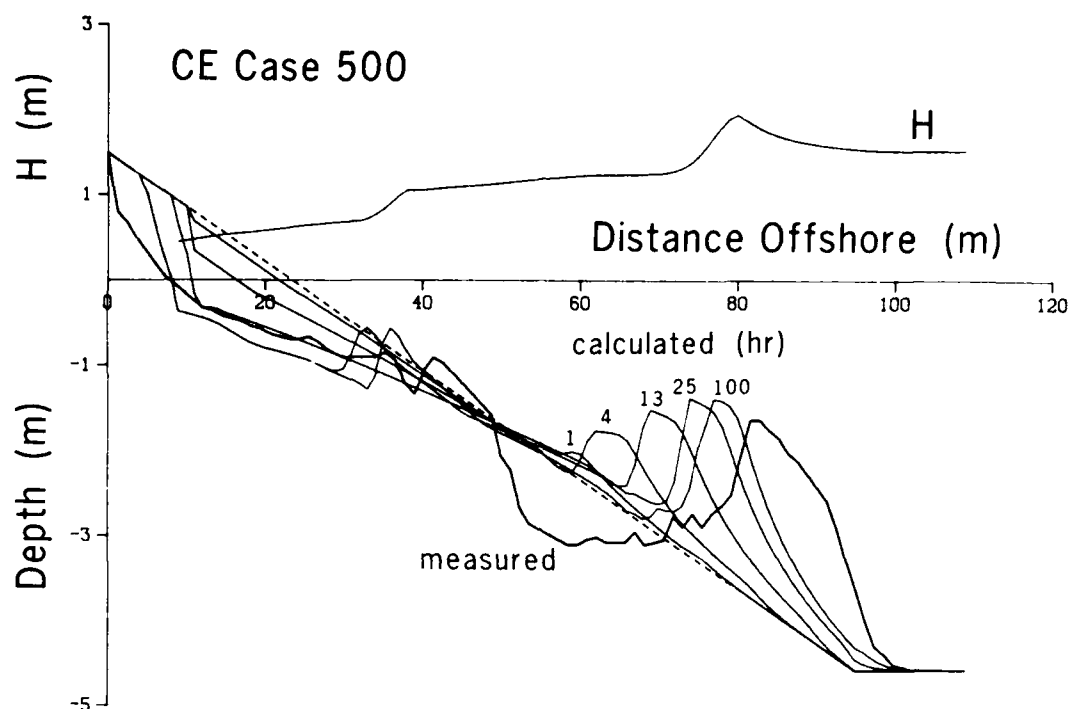 3
CE Case 500
H (m)
H
1
Distance Offshore (m)
0 20 40 60 80 100 120
calculated (hr)
-1
1 4 13 25 100
Depth (m)
-3
measured
-5